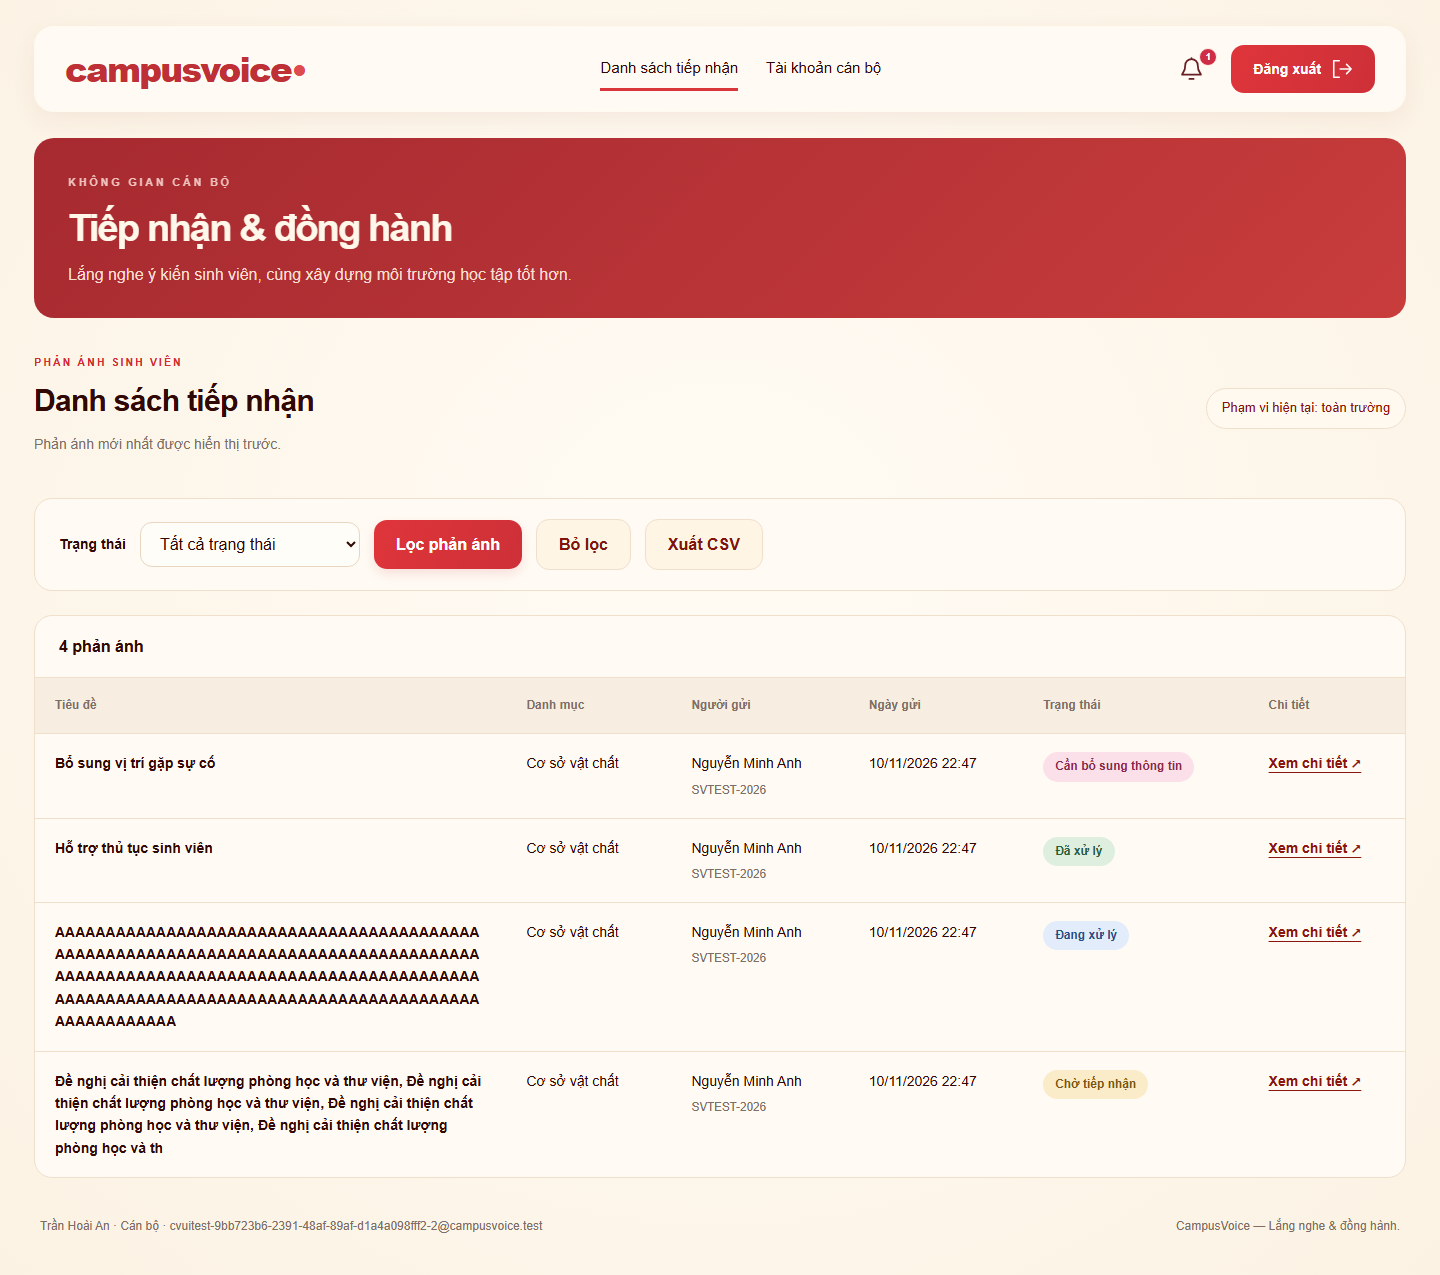 campusvoice
Danh sách tiếp nhận
Tài khoản cán bộ
1
Đăng xuất
KHÔNG GIAN CÁN BỘ
Tiếp nhận & đồng hành
Lắng nghe ý kiến sinh viên, cùng xây dựng môi trường học tập tốt hơn.
PHẢN ÁNH SINH VIÊN
Danh sách tiếp nhận
Phản ánh mới nhất được hiển thị trước.
Phạm vi hiện tại: toàn trường
Trạng thái
Tất cả trạng thái
Lọc phản ánh
Bỏ lọc
Xuất CSV
4 phản ánh
Tiêu đề Danh mục Người gửi Ngày gửi Trạng thái Chi tiết
Bổ sung vị trí gặp sự cố Cơ sở vật chất Nguyễn Minh Anh 10/11/2026 22:47 Cần bổ sung thông tin Xem chi tiết ↗
SVTEST-2026
Hỗ trợ thủ tục sinh viên Cơ sở vật chất Nguyễn Minh Anh 10/11/2026 22:47 Đã xử lý Xem chi tiết ↗
SVTEST-2026
AAAAAAAAAAAAAAAAAAAAAAAAAAAAAAAAAAAAAAAAAA Cơ sở vật chất Nguyễn Minh Anh 10/11/2026 22:47 Đang xử lý Xem chi tiết ↗
AAAAAAAAAAAAAAAAAAAAAAAAAAAAAAAAAAAAAAAAAA SVTEST-2026
AAAAAAAAAAAAAAAAAAAAAAAAAAAAAAAAAAAAAAAAAA
AAAAAAAAAAAAAAAAAAAAAAAAAAAAAAAAAAAAAAAAAA
AAAAAAAAAAAA
Đề nghị cải thiện chất lượng phòng học và thư viện, Đề nghị cải Cơ sở vật chất Nguyễn Minh Anh 10/11/2026 22:47 Chờ tiếp nhận Xem chi tiết ↗
thiện chất lượng phòng học và thư viện, Đề nghị cải thiện chất SVTEST-2026
lượng phòng học và thư viện, Đề nghị cải thiện chất lượng
phòng học và th
Trần Hoài An · Cán bộ · cvuitest-9bb723b6-2391-48af-89af-d1a4a098fff2-2@campusvoice.test
CampusVoice — Lắng nghe & đồng hành.